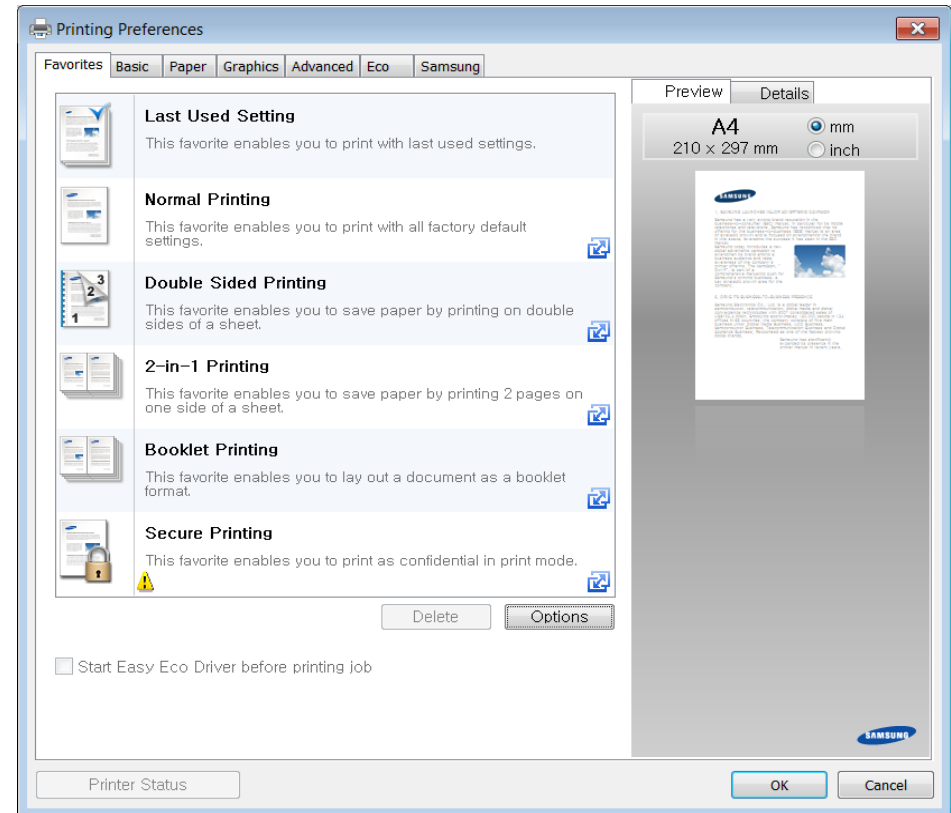 Printing Preferences
Favorites Basic Paper Graphics Advanced Eco Samsung
Last Used Setting
This favorite enables you to print with last used settings.
Normal Printing
This favorite enables you to print with all factory default
settings.
Double Sided Printing
This favorite enables you to save paper by printing on double
sides of a sheet.
2-in-1 Printing
This favorite enables you to save paper by printing 2 pages on
one side of a sheet.
Booklet Printing
This favorite enables you to lay out a document as a booklet
format.
Secure Printing
This favorite enables you to print as confidential in print mode.
Delete Options
Start Easy Eco Driver before printing job
Preview Details
A4 mm
210 × 297 mm inch
SAMSUNG
SAMSUNG
Printer Status OK Cancel